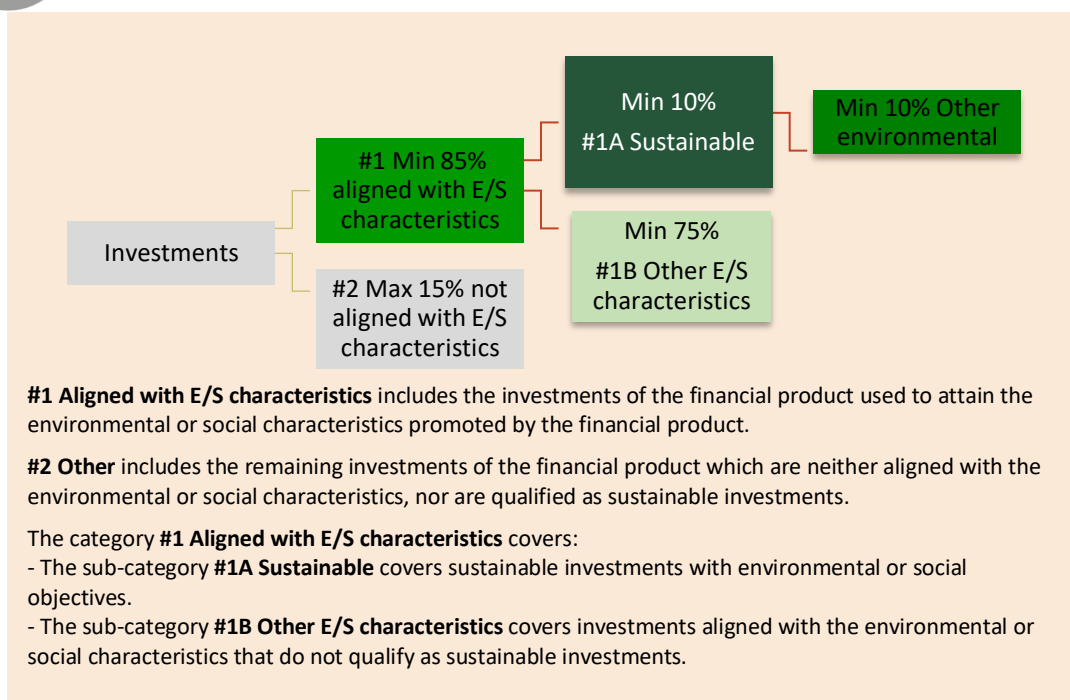 Investments
#1 Min 85%
aligned with E/S
characteristics
#2 Max 15% not
aligned with E/S
characteristics
Min 10%
#1A Sustainable
Min 75%
#1B Other E/S
characteristics
Min 10% Other
environmental
#1 Aligned with E/S characteristics includes the investments of the financial product used to attain the
environmental or social characteristics promoted by the financial product.
#2 Other includes the remaining investments of the financial product which are neither aligned with the
environmental or social characteristics, nor are qualified as sustainable investments.
The category #1 Aligned with E/S characteristics covers:
- The sub-category #1A Sustainable covers sustainable investments with environmental or social
objectives.
- The sub-category #1B Other E/S characteristics covers investments aligned with the environmental or
social characteristics that do not qualify as sustainable investments.